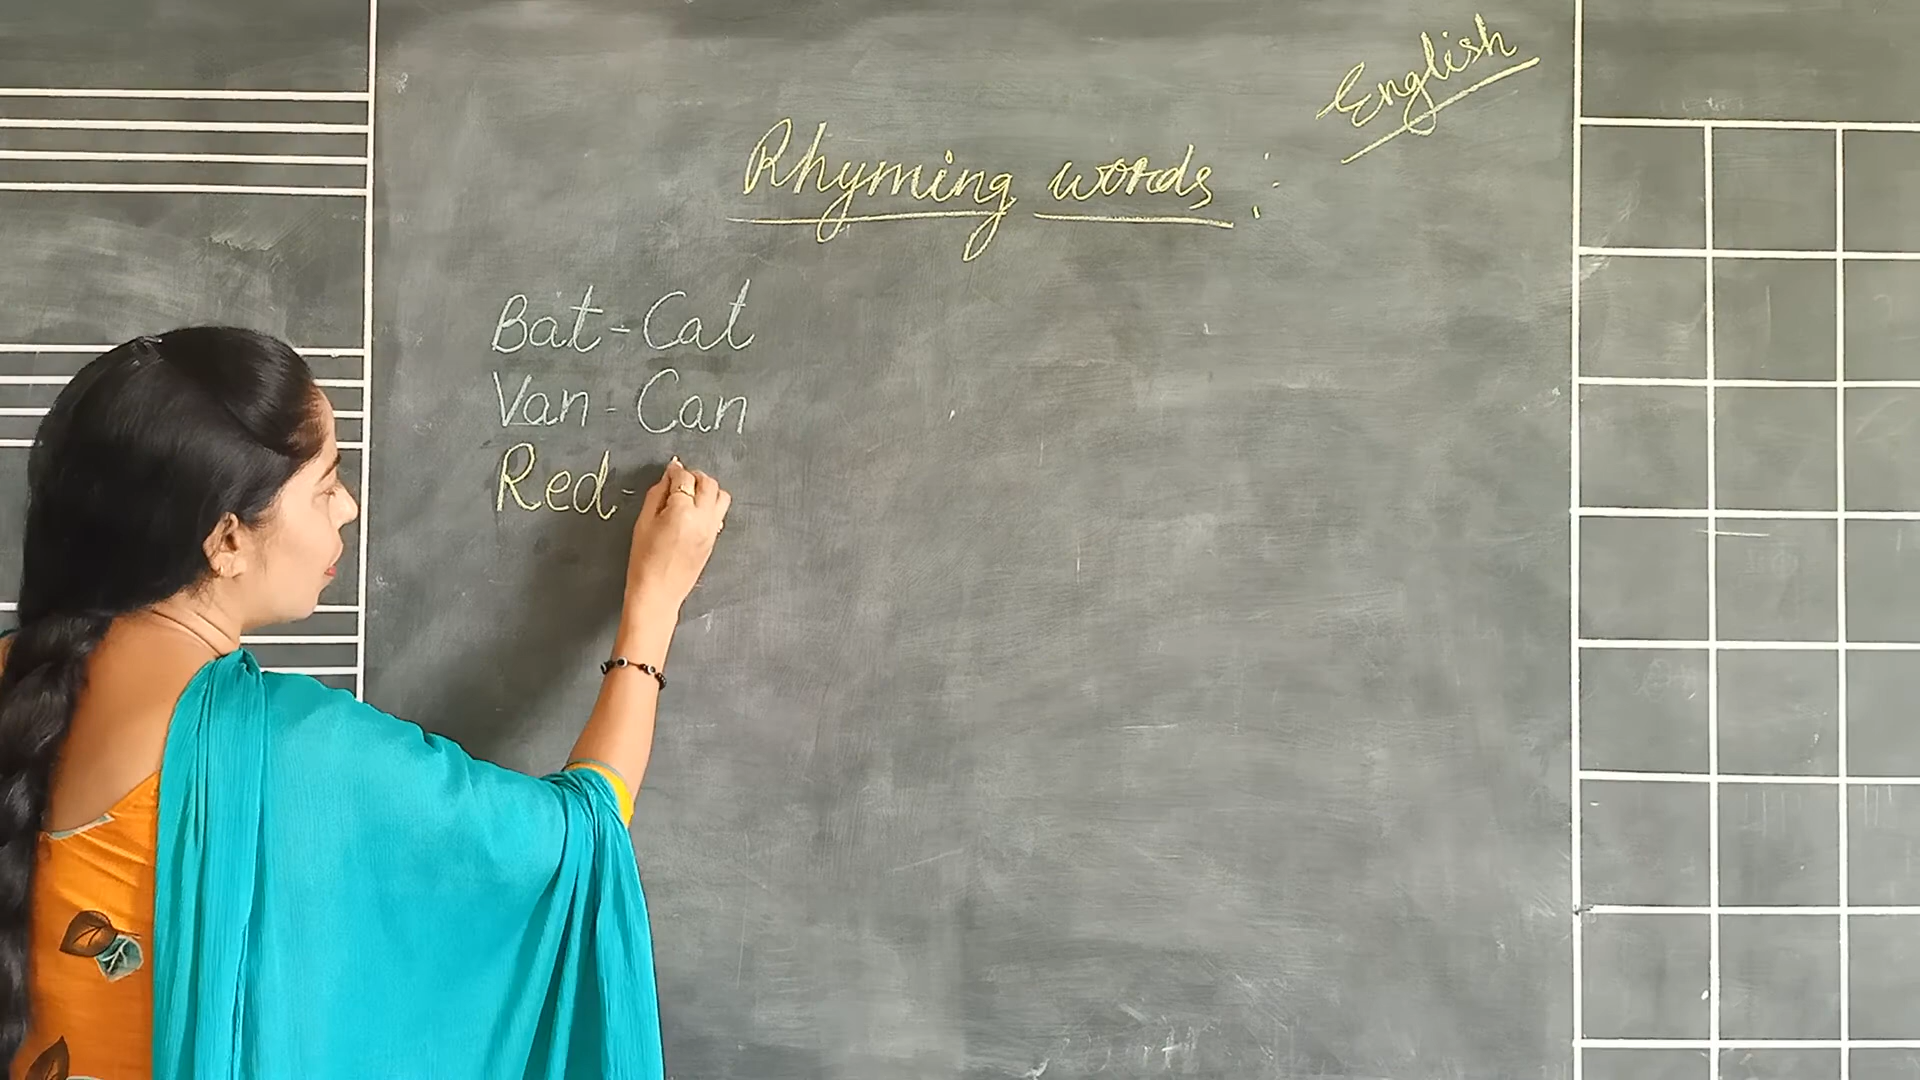 English
Rhyming words :
Bat - Cat
Van - Can
Red -